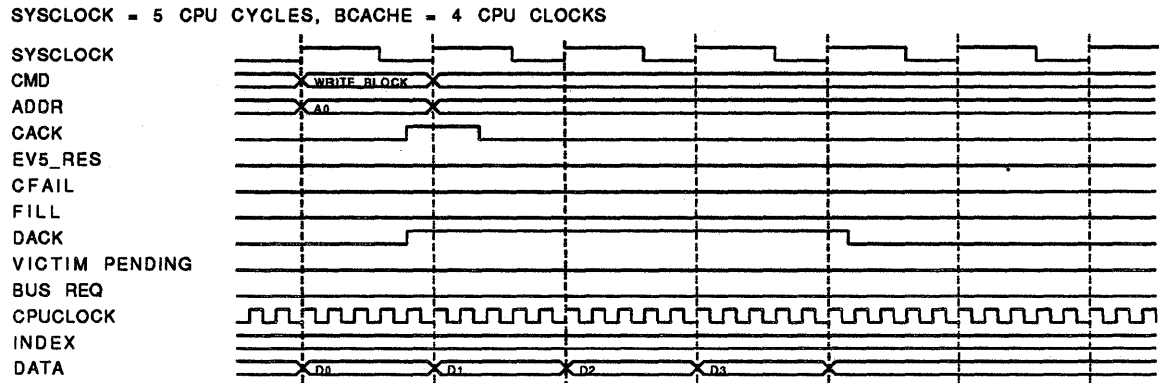 SYSCLOCK = 5 CPU CYCLES, BCACHE = 4 CPU CLOCKS
SYSCLOCK
CMD WRITE_BLOCK
ADDR A0
CACK
EV5_RES
CFAIL
FILL
DACK
VICTIM PENDING
BUS REQ
CPUCLOCK
INDEX
DATA D0 D1 D2 D3